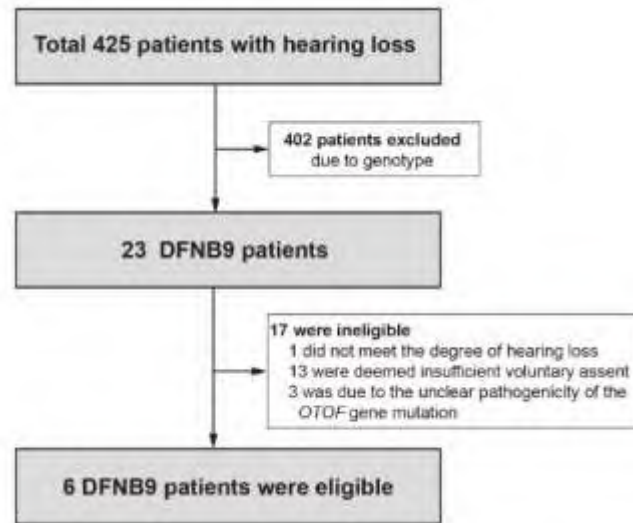 Total 425 patients with hearing loss
402 patients excluded
due to genotype
23 DFNB9 patients
17 were ineligible
1 did not meet the degree of hearing loss
13 were deemed insufficient voluntary assent
3 was due to the unclear pathogenicity of the
OTOF gene mutation
6 DFNB9 patients were eligible